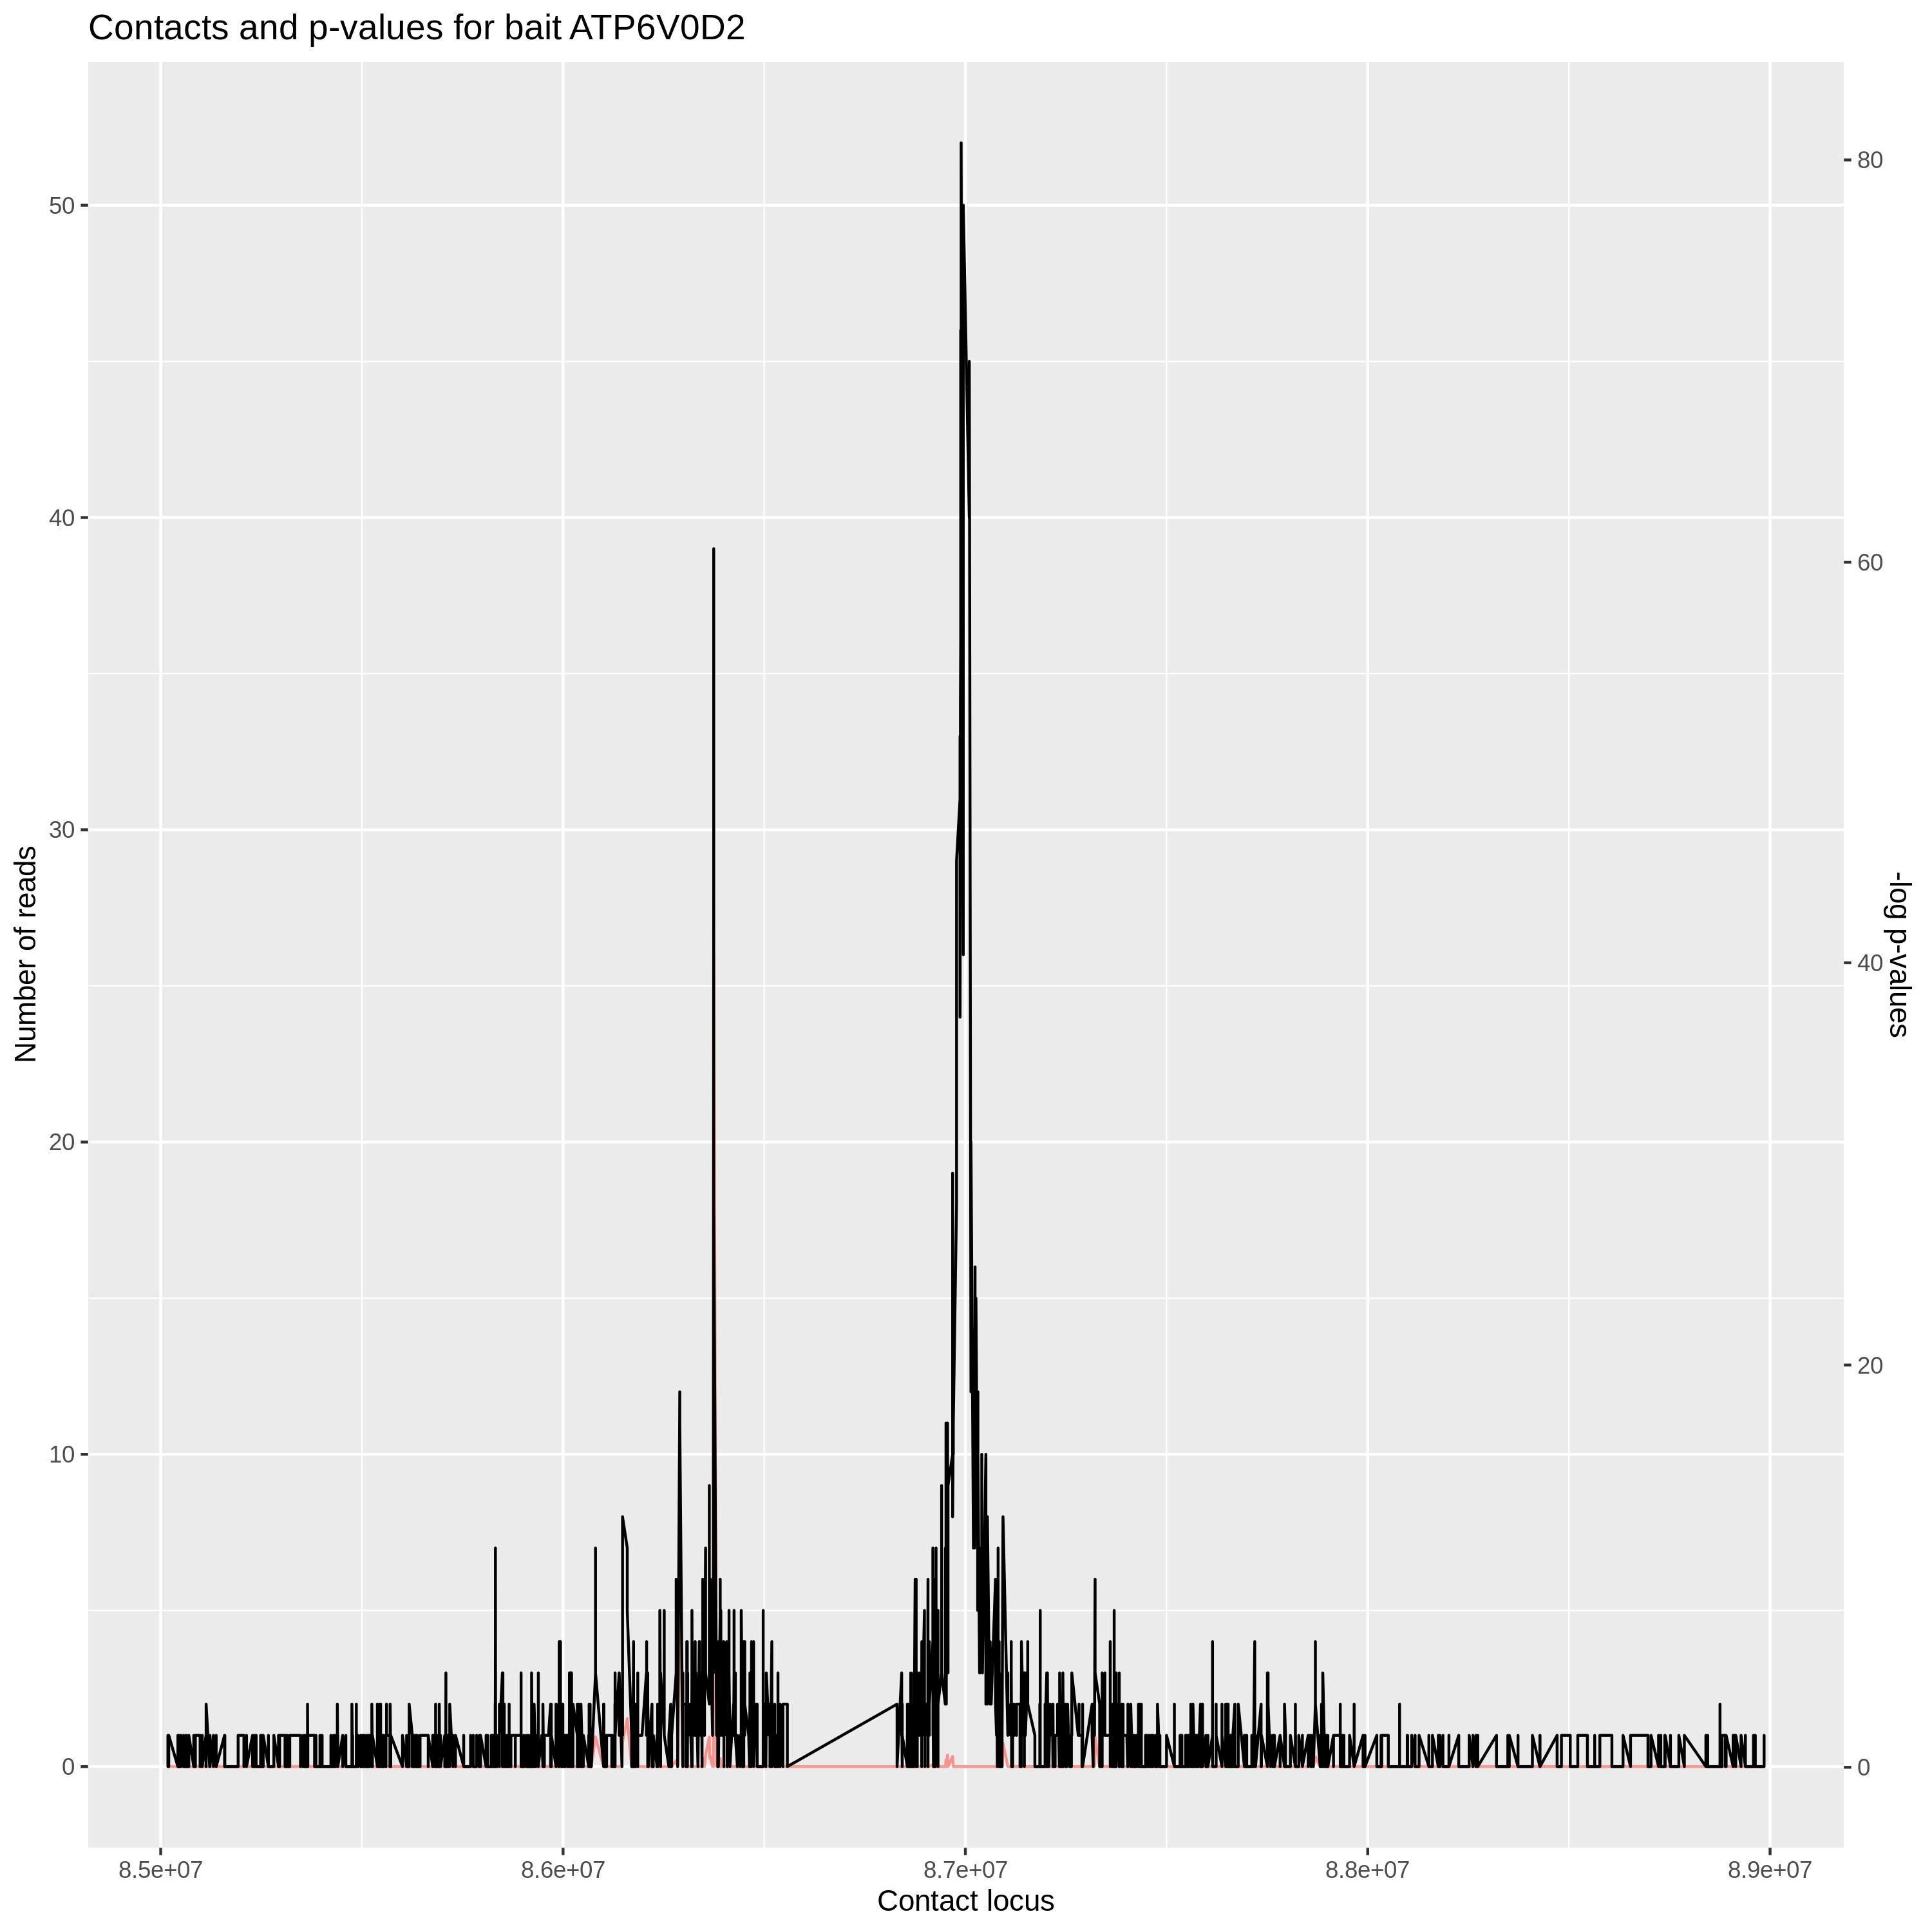 Contacts and p-values for bait ATP6V0D2
50
40
30
20
10
0
Number of reads
80
60
40
20
0
-log p-values
8.5e+07
8.6e+07
8.7e+07
8.8e+07
8.9e+07
Contact locus